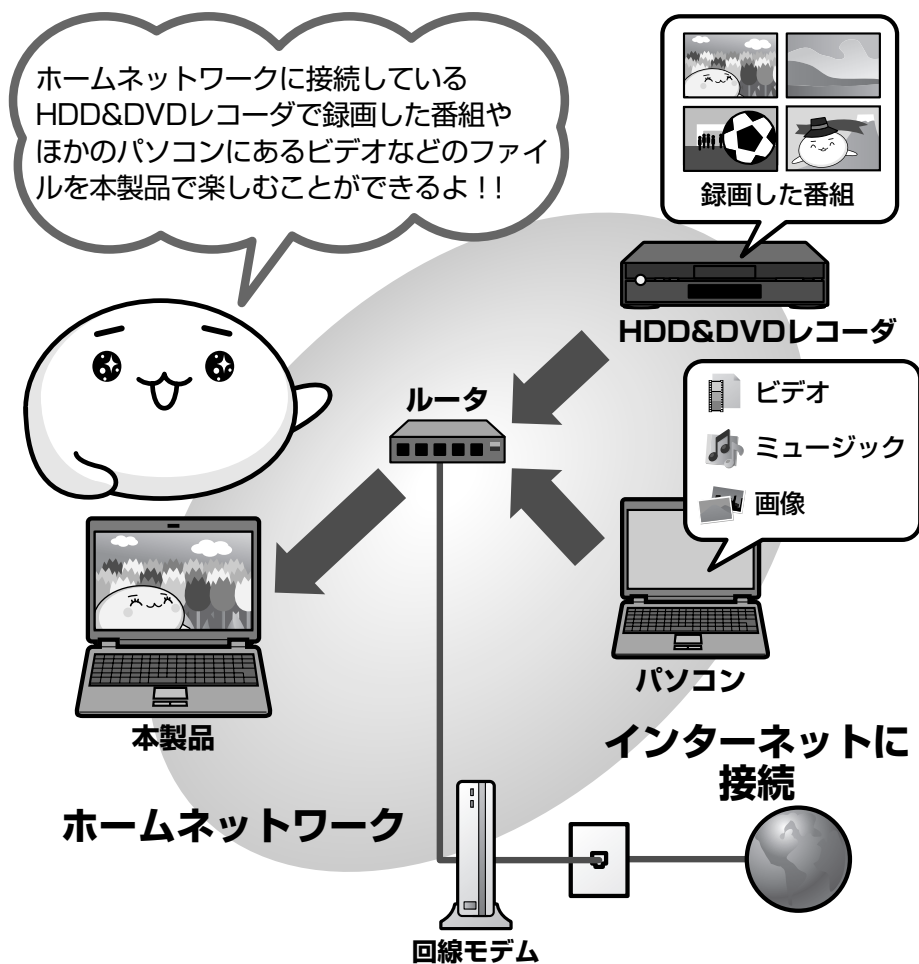 ホームネットワークに接続している
HDD&DVDレコーダで録画した番組や
ほかのパソコンにあるビデオなどのファイ
ルを本製品で楽しむことができるよ!!
録画した番組
HDD&DVDレコーダ
ルータ
ビデオ
ミュージック
画像
パソコン
本製品
インターネットに
接続
ホームネットワーク
回線モデム